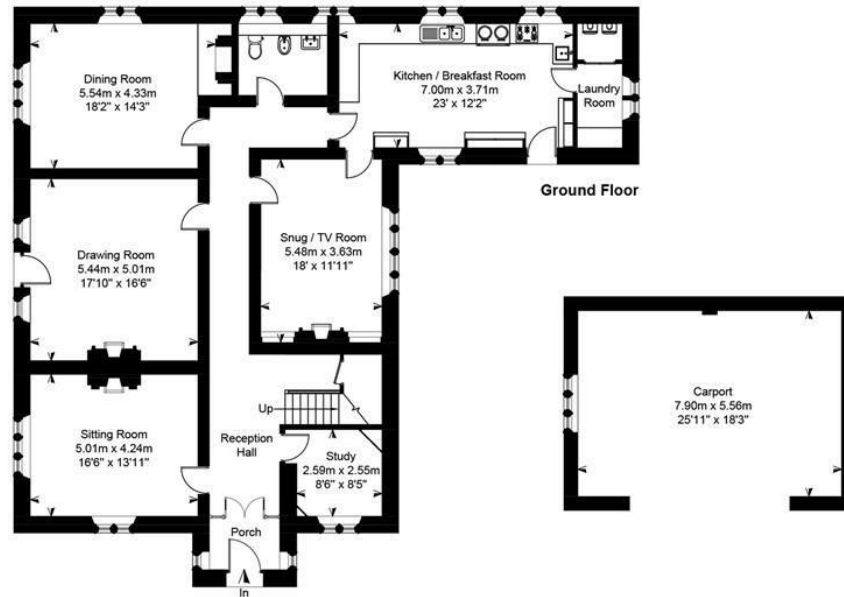 Dining Room
5.54m x 4.33m
18'2" x 14'3"
Kitchen / Breakfast Room
7.00m x 3.71m
23' x 12'2"
Laundry
Room
Ground Floor
Drawing Room
5.44m x 5.01m
17'10" x 16'6"
Snug / TV Room
5.48m x 3.63m
18' x 11'11"
Carport
7.90m x 5.56m
25'11" x 18'3"
Up
Sitting Room
5.01m x 4.24m
16'6" x 13'11"
Reception
Hall
Study
2.59m x 2.55m
8'6" x 8'5"
Porch
In